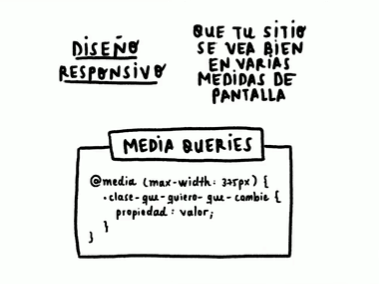 DISEÑO
RESPONSIVO
QUE TU SITIO
SE VEA BIEN
EN VARIAS
MEDIDAS DE
PANTALLA
MEDIA QUERIES
@media (max-width: 375px) {
.clase-que-quiero-que-cambie {
propiedad: valor;
}
}